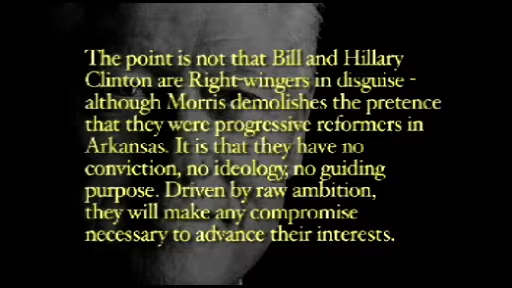 The point is not that Bill and Hillary
Clinton are Right-wingers in disguise -
although Morris demolishes the pretence
that they were progressive reformers in
Arkansas. It is that they have no
conviction, no ideology, no guiding
purpose. Driven by raw ambition,
they will make any compromise
necessary to advance their interests.